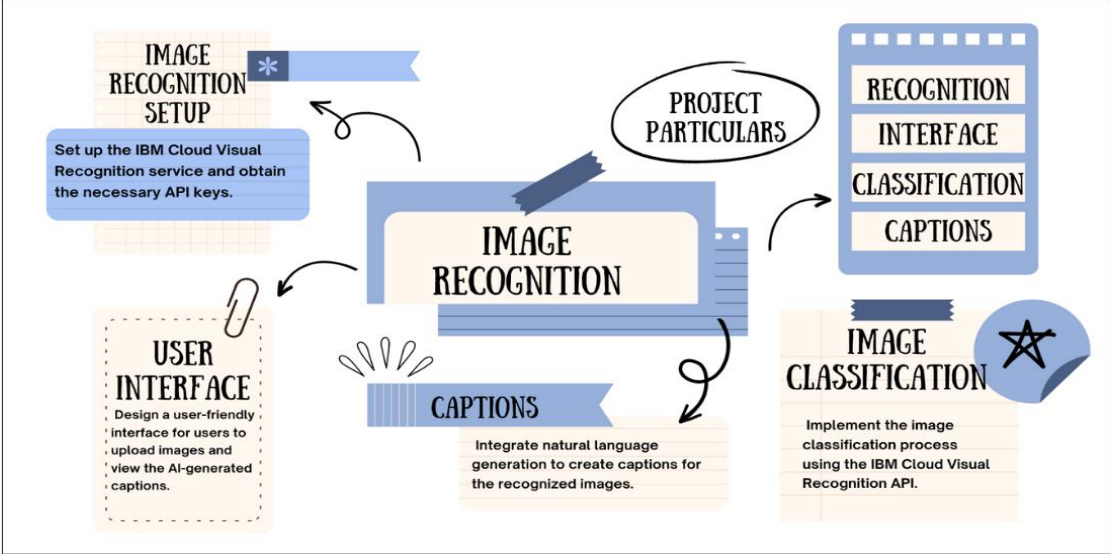 IMAGE
RECOGNITION
SETUP
Set up the IBM Cloud Visual
Recognition service and obtain
the necessary API keys.
PROJECT
PARTICULARS
RECOGNITION
INTERFACE
CLASSIFICATION
CAPTIONS
IMAGE
RECOGNITION
USER
INTERFACE
Design a user-friendly
interface for users to
upload images and
view the AI-generated
captions.
CAPTIONS
Integrate natural language
generation to create captions for
the recognized images.
IMAGE
CLASSIFICATION
Implement the image
classification process
using the IBM Cloud Visual
Recognition API.